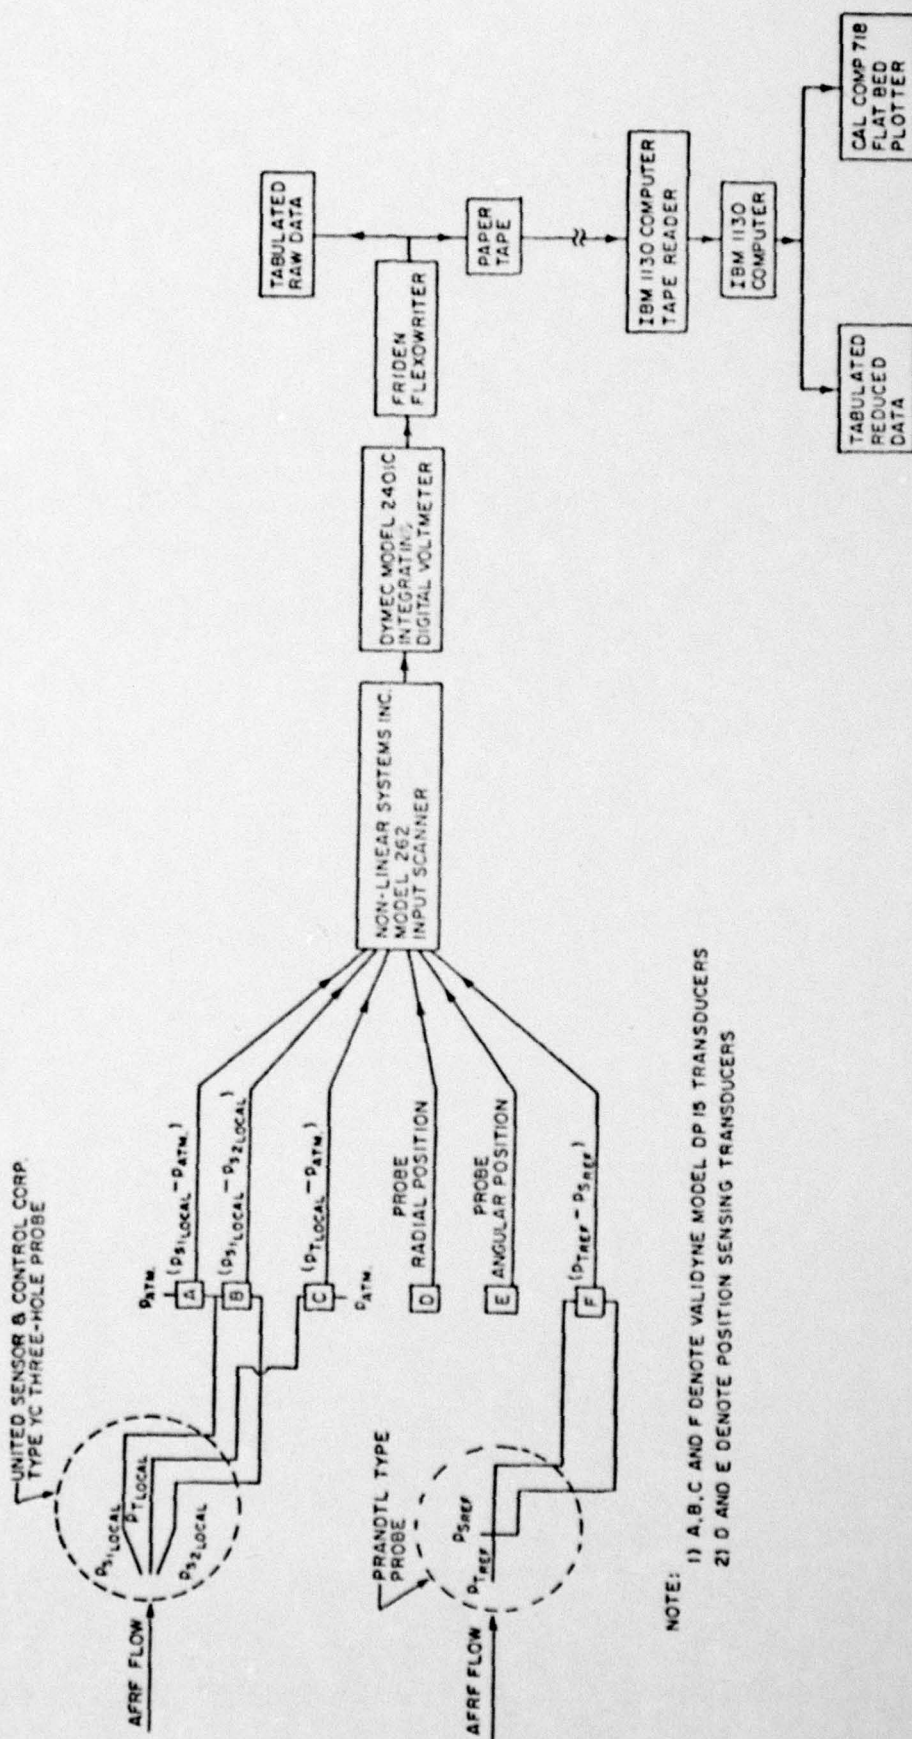 UNITED SENSOR & CONTROL CORP.
TYPE YC THREE-HOLE PROBE
AFRF FLOW
PS1LOCAL
PTLOCAL
PS2LOCAL
PATM.
A
(PS1LOCAL-PATM.)
B
(PS1LOCAL-PS2LOCAL)
C
(PTLOCAL-PATM.)
PATM.
D
PROBE
RADIAL POSITION
E
PROBE
ANGULAR POSITION
PRANDTL TYPE
PROBE
AFRF FLOW
PTREF
PSREF
F
(PTREF-PSREF)
NON-LINEAR SYSTEMS INC.
MODEL 262
INPUT SCANNER
DYMEC MODEL 2401C
INTEGRATING
DIGITAL VOLTMETER
FRIDEN
FLEXOWRITER
TABULATED
RAW DATA
PAPER
TAPE
IBM 1130 COMPUTER
TAPE READER
IBM 1130
COMPUTER
TABULATED
REDUCED
DATA
CAL COMP 718
FLAT BED
PLOTTER
NOTE:
1) A,B,C AND F DENOTE VALIDYNE MODEL DP15 TRANSDUCERS
2) D AND E DENOTE POSITION SENSING TRANSDUCERS